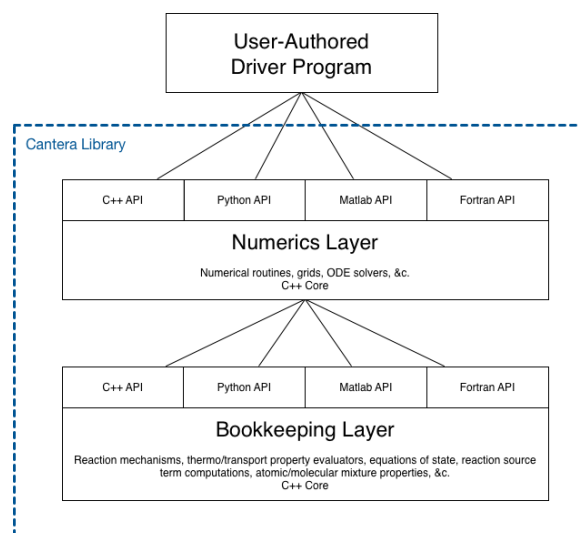 User-Authored
Driver Program
Cantera Library
C++ API
Python API
Matlab API
Fortran API
Numerics Layer
Numerical routines, grids, ODE solvers, &c.
C++ Core
C++ API
Python API
Matlab API
Fortran API
Bookkeeping Layer
Reaction mechanisms, thermo/transport property evaluators, equations of state, reaction source
term computations, atomic/molecular mixture properties, &c.
C++ Core